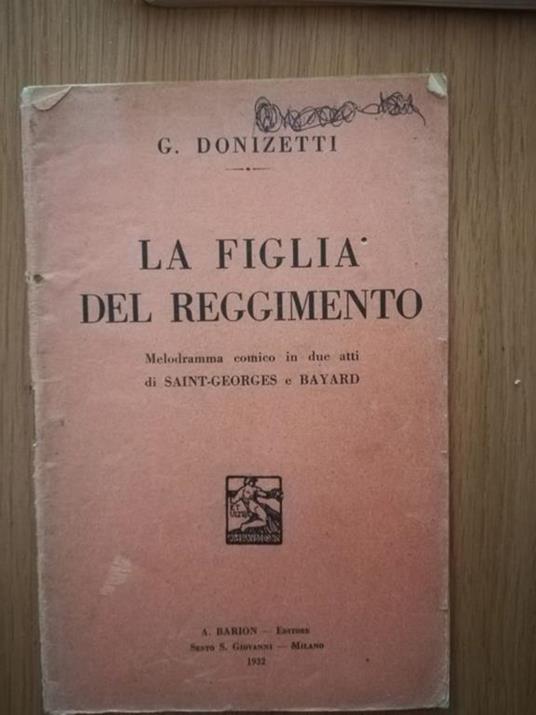 G. DONIZETTI
LA FIGLIA
DEL REGGIMENTO
Melodramma comico in due atti
di SAINT-GEORGES e BAYARD
A. BARION — EDITORE
SESTO S. GIOVANNI — MILANO
1932